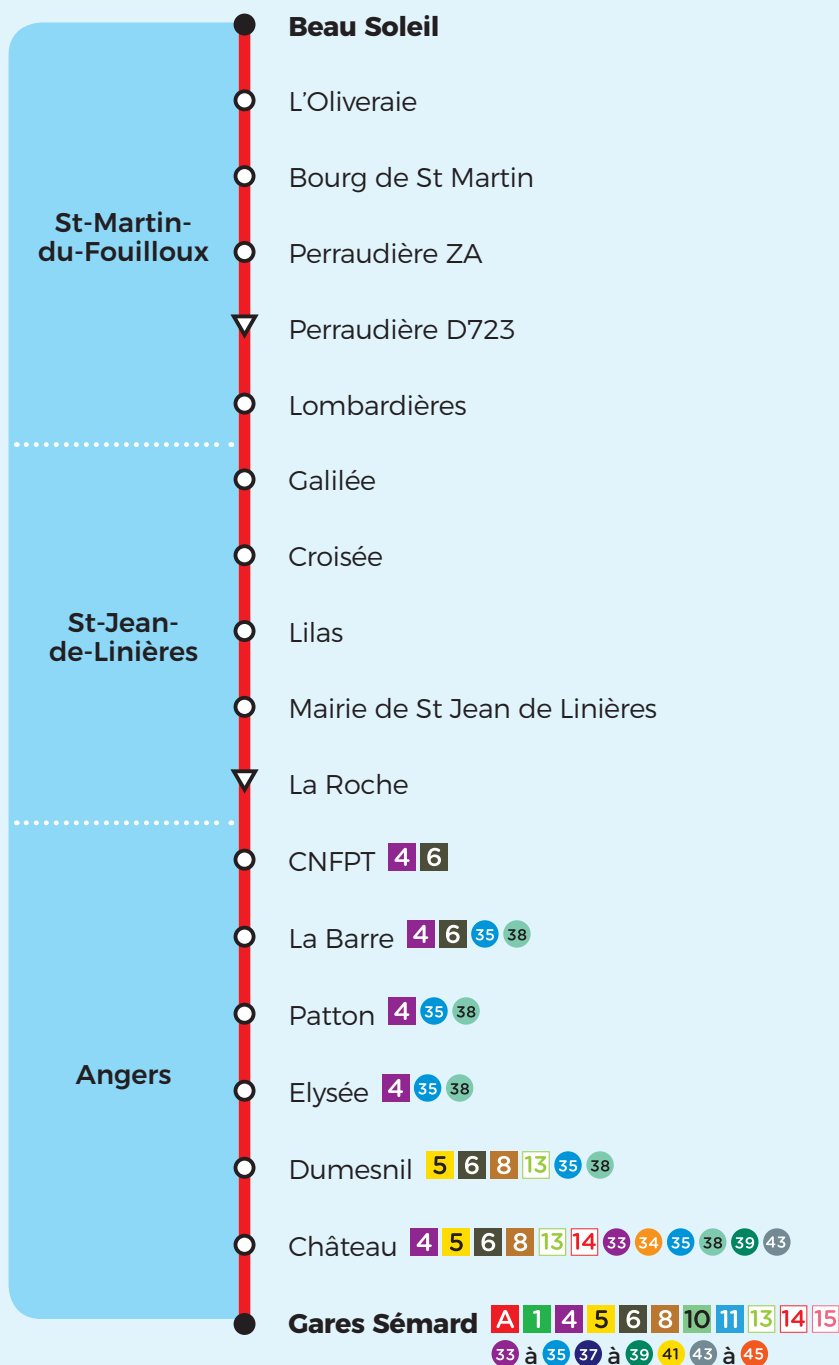 Beau Soleil
L'Oliveraie
Bourg de St Martin
St-Martin-
du-Fouilloux
Perraudière ZA
Perraudière D723
Lombardières
Galilée
Croisée
St-Jean-
de-Linières
Lilas
Mairie de St Jean de Linières
La Roche
CNFPT 4 6
La Barre 4 6 35 38
Patton 4 35 38
Angers
Elysée 4 35 38
Dumesnil 5 6 8 13 35 38
Château 4 5 6 8 13 14 33 34 35 38 39 43
Gares Sémard A 1 4 5 6 8 10 11 13 14 15
33 à 35 37 à 39 41 43 à 45